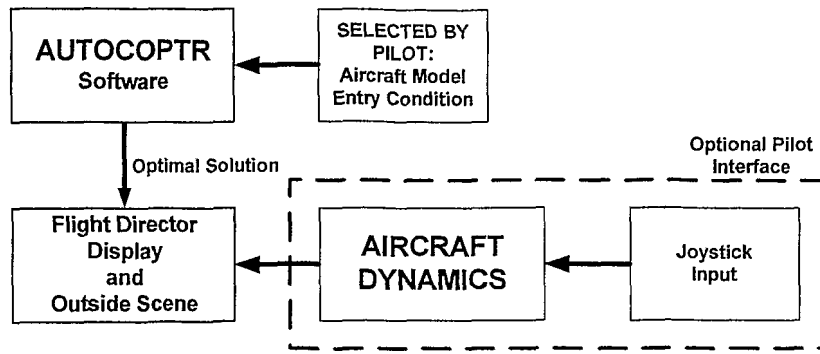 AUTOCOPTR
Software
SELECTED BY
PILOT:
Aircraft Model
Entry Condition
Optimal Solution
Optional Pilot
Interface
Flight Director
Display
and
Outside Scene
AIRCRAFT
DYNAMICS
Joystick
Input